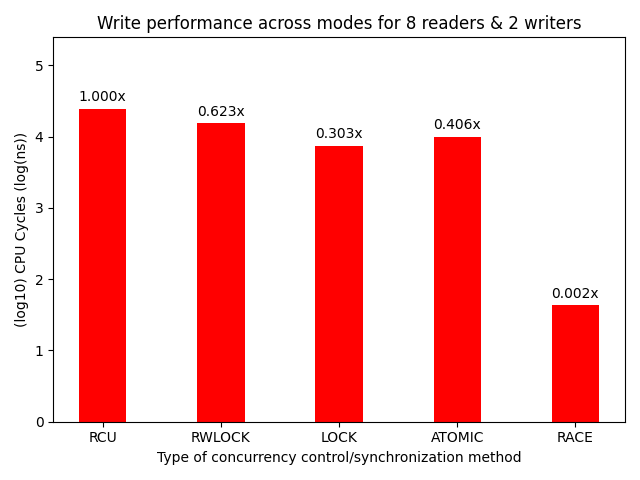 Write performance across modes for 8 readers & 2 writers
(log10) CPU Cycles (log(ns))
5
4
3
2
1
0
1.000x
0.623x
0.303x
0.406x
0.002x
RCU
RWLOCK
LOCK
ATOMIC
RACE
Type of concurrency control/synchronization method